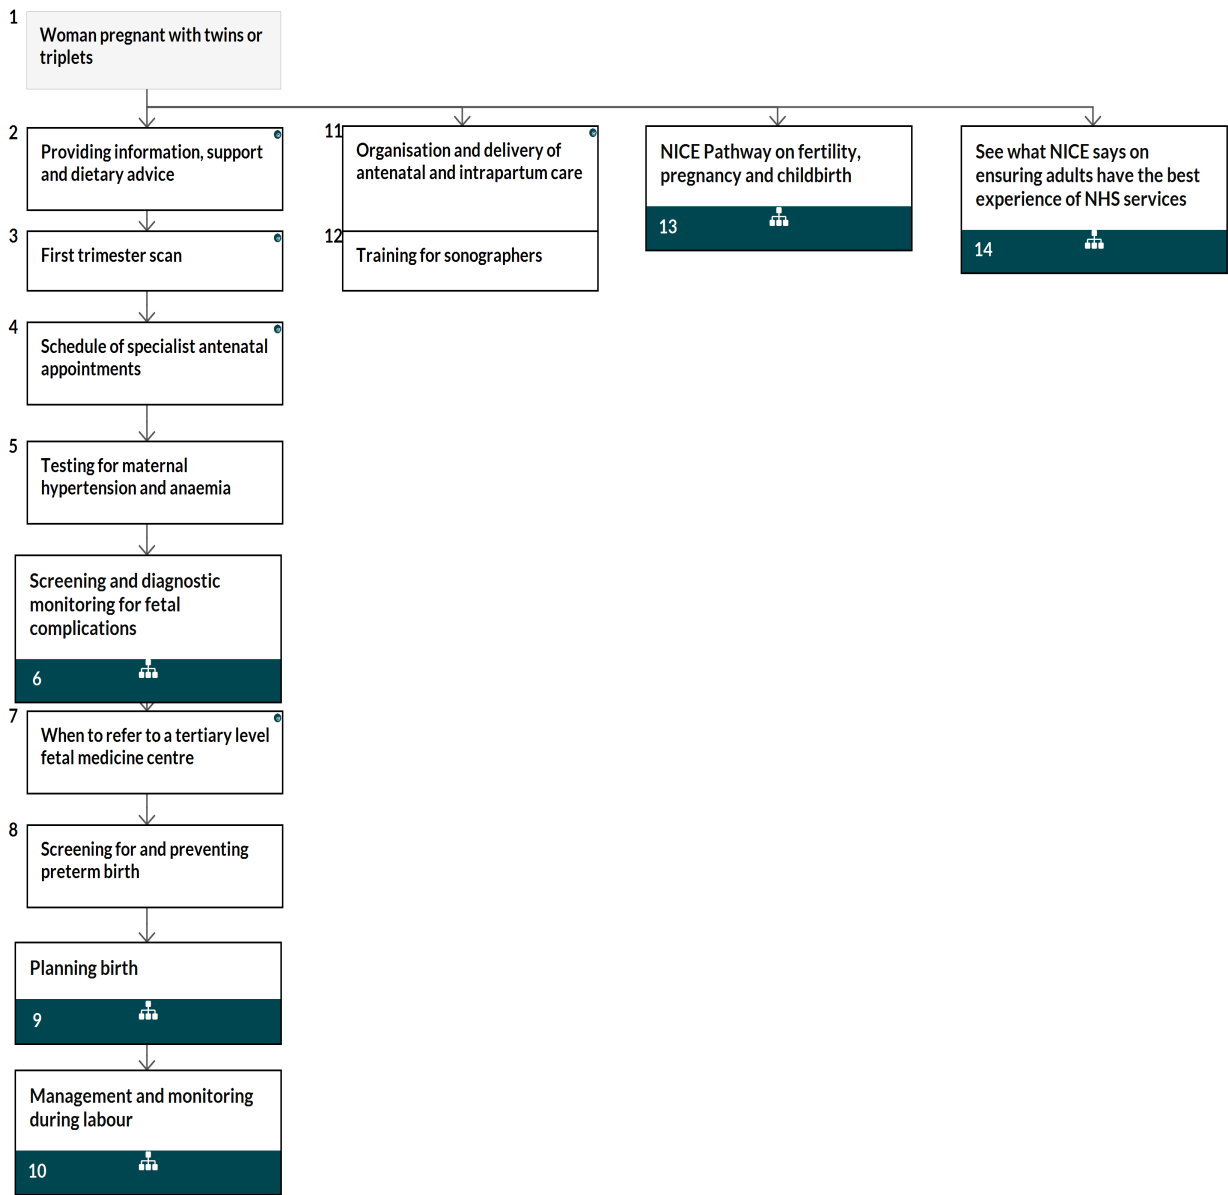 1
Woman pregnant with twins or
triplets
2
Providing information, support
and dietary advice
3
First trimester scan
4
Schedule of specialist antenatal
appointments
5
Testing for maternal
hypertension and anaemia
Screening and diagnostic
monitoring for fetal
complications
6
7
When to refer to a tertiary level
fetal medicine centre
8
Screening for and preventing
preterm birth
Planning birth
9
Management and monitoring
during labour
10
11
Organisation and delivery of
antenatal and intrapartum care
12
Training for sonographers
NICE Pathway on fertility,
pregnancy and childbirth
13
See what NICE says on
ensuring adults have the best
experience of NHS services
14